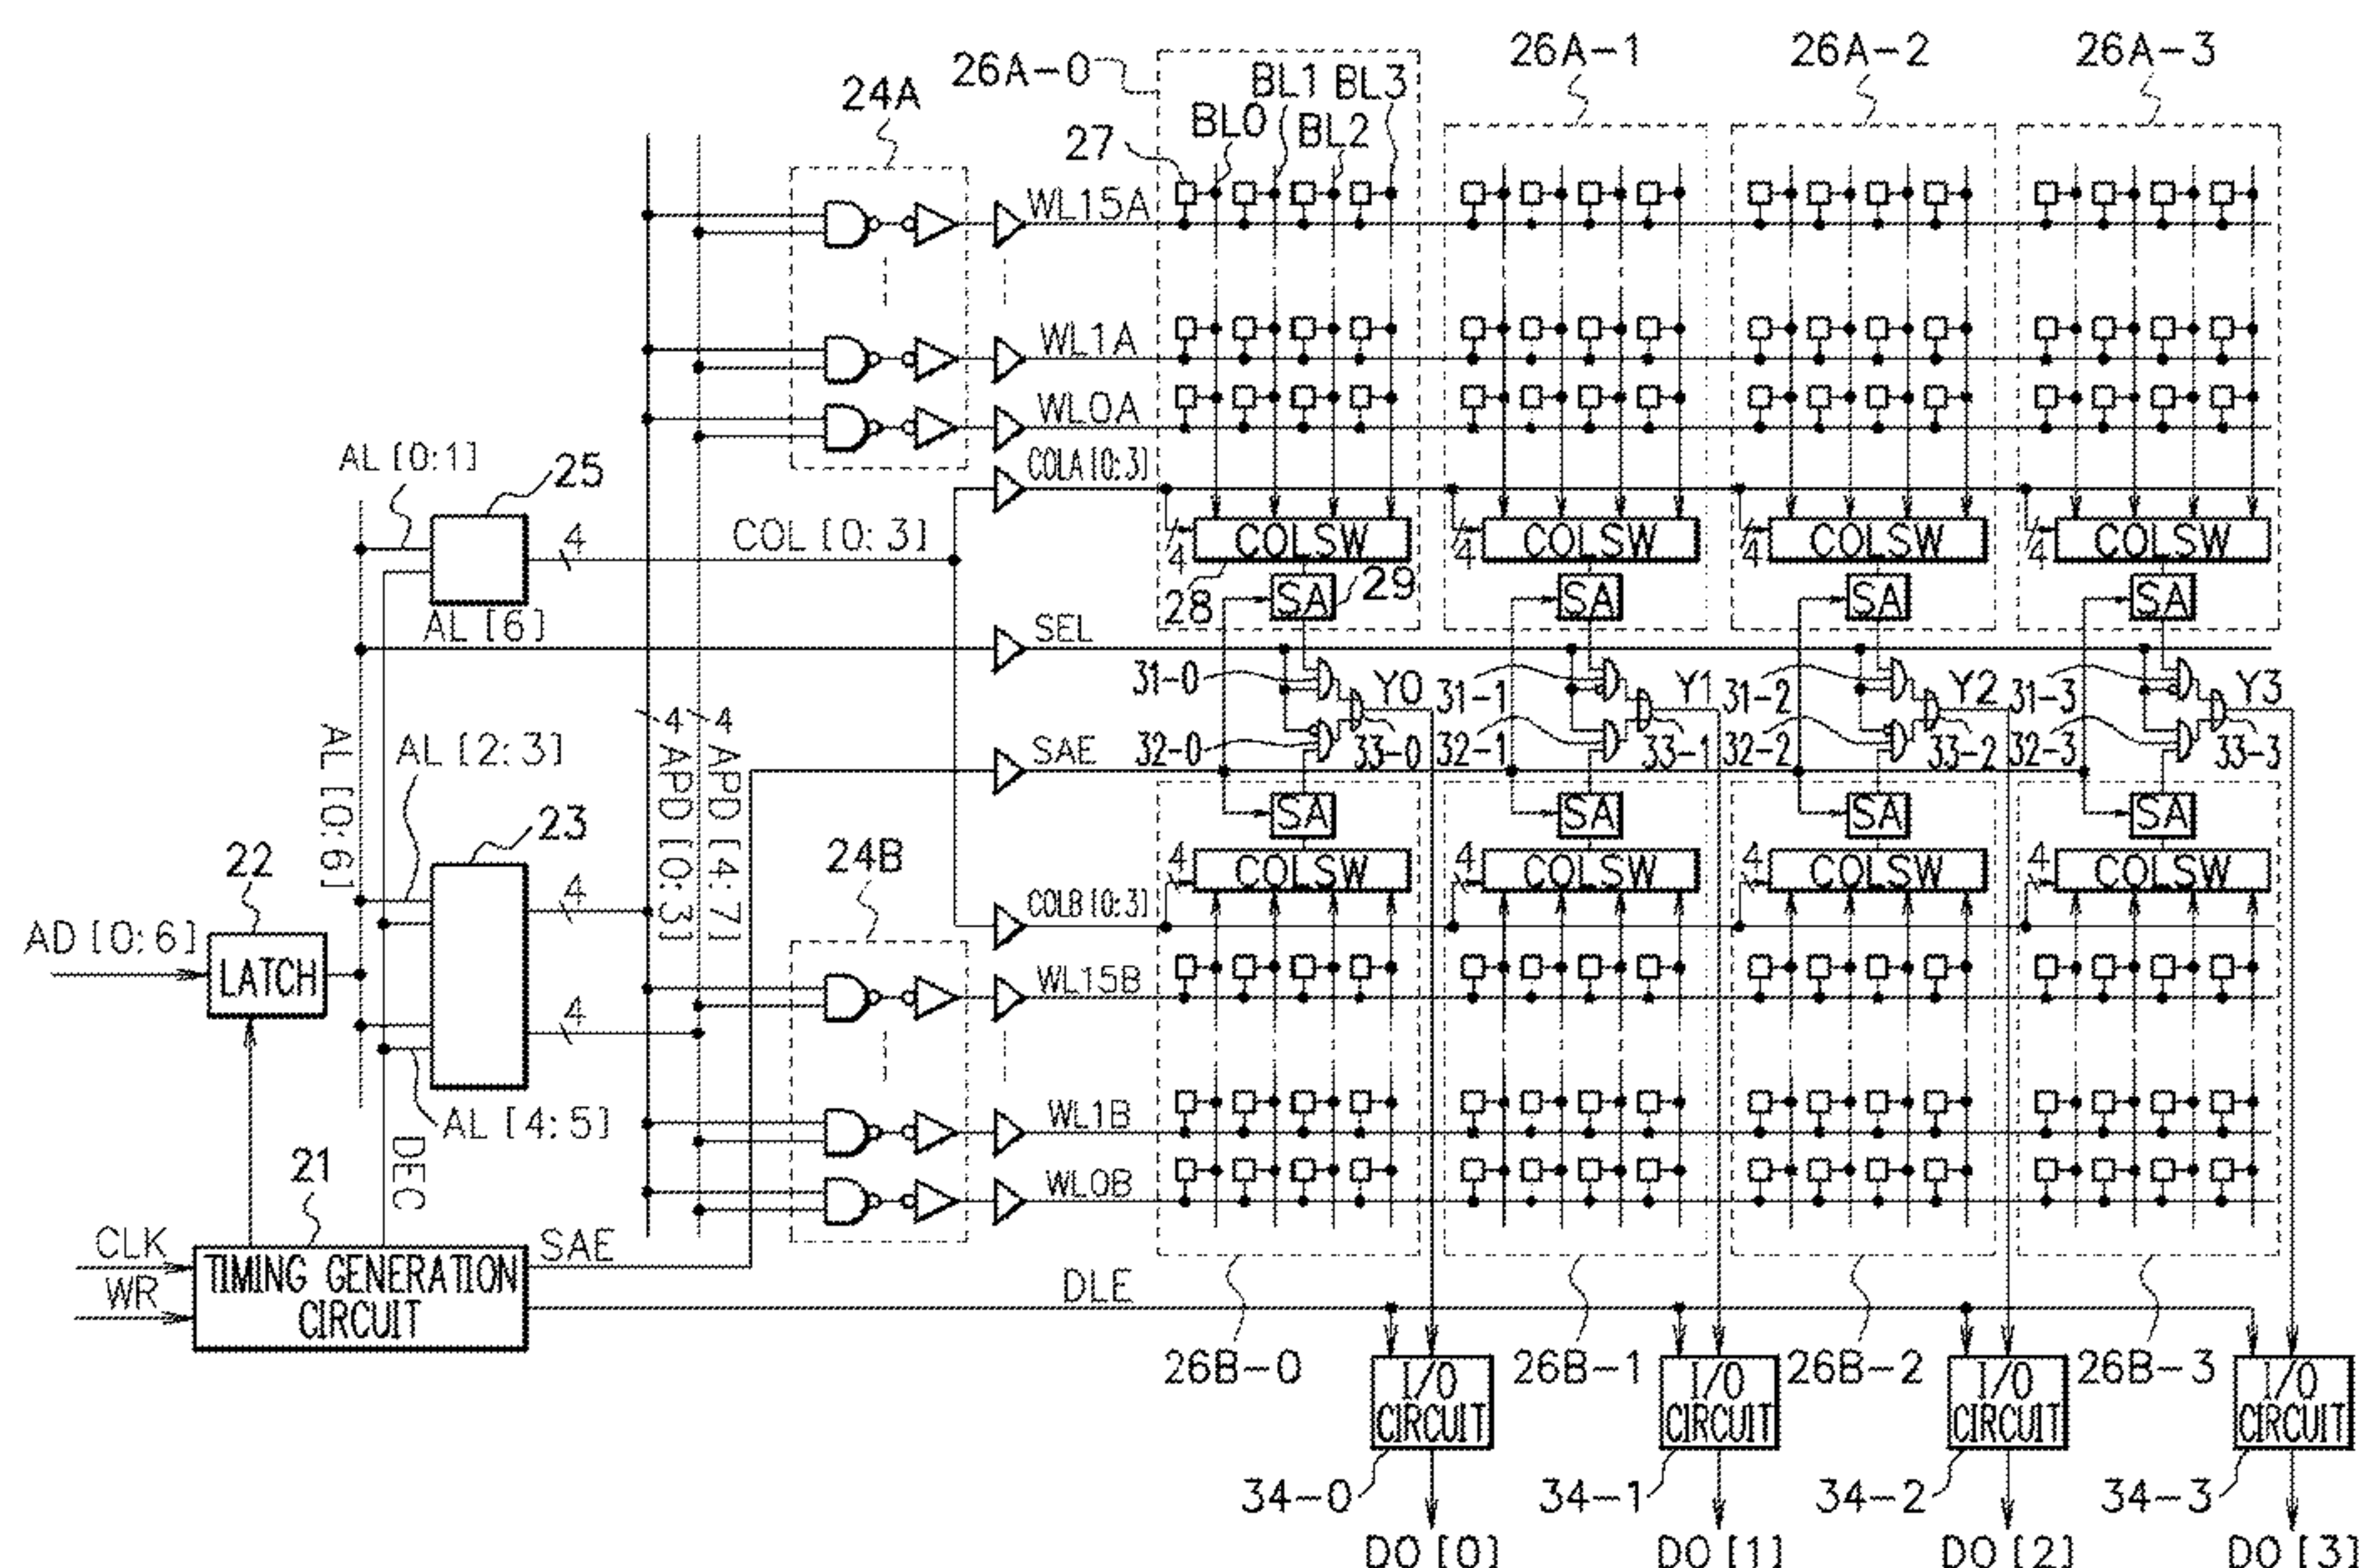 26A-0
26A-1
26A-2
26A-3
24A
BL0
BL1
BL2
BL3
27
WL15A
WL1A
WL0A
COLA [0:3]
AL [0:1]
25
4
COL [0:3]
4
COLSW
4
COLSW
4
COLSW
4
COLSW
28
SA
29
SA
SA
SA
AL [6]
SEL
31-0
Y0
31-1
Y1
31-2
Y2
31-3
Y3
32-0
33-0
32-1
33-1
32-2
33-2
32-3
33-3
AL [0:6]
AL [2:3]
4
4
APD [0:3]
APD [4:7]
SAE
SA
SA
SA
SA
23
22
24B
4
4
COLSW
4
COLSW
4
COLSW
4
COLSW
COLB [0:3]
AD [0:6]
LATCH
4
WL15B
AL [4:5]
WL1B
WL0B
DEC
21
CLK
WR
TIMING GENERATION
CIRCUIT
SAE
DLE
26B-0
26B-1
26B-2
26B-3
I/O
CIRCUIT
I/O
CIRCUIT
I/O
CIRCUIT
I/O
CIRCUIT
34-0
34-1
34-2
34-3
DO [0]
DO [1]
DO [2]
DO [3]